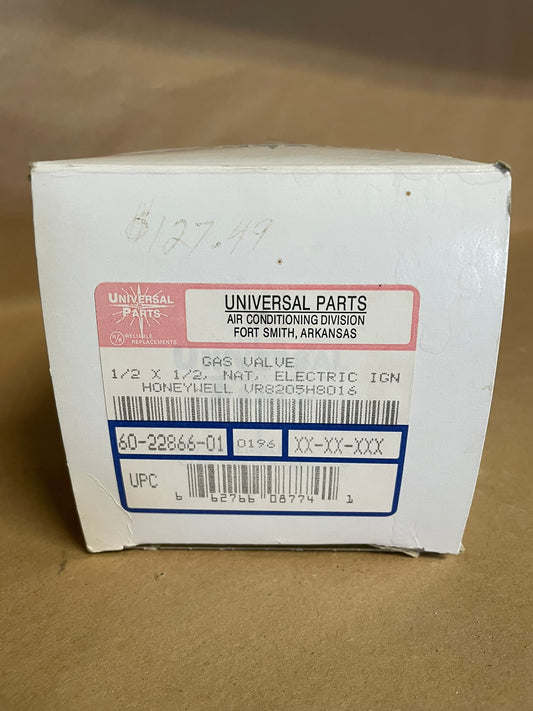 $127.49
UNIVERSAL PARTS
R/R RELIABLE REPLACEMENTS
UNIVERSAL PARTS
AIR CONDITIONING DIVISION
FORT SMITH, ARKANSAS
GAS VALVE
1/2 X 1/2, NAT, ELECTRIC IGN
HONEYWELL VR8205H8016
60-22866-01 0196 XX-XX-XXX
UPC
6 62766 08774 1